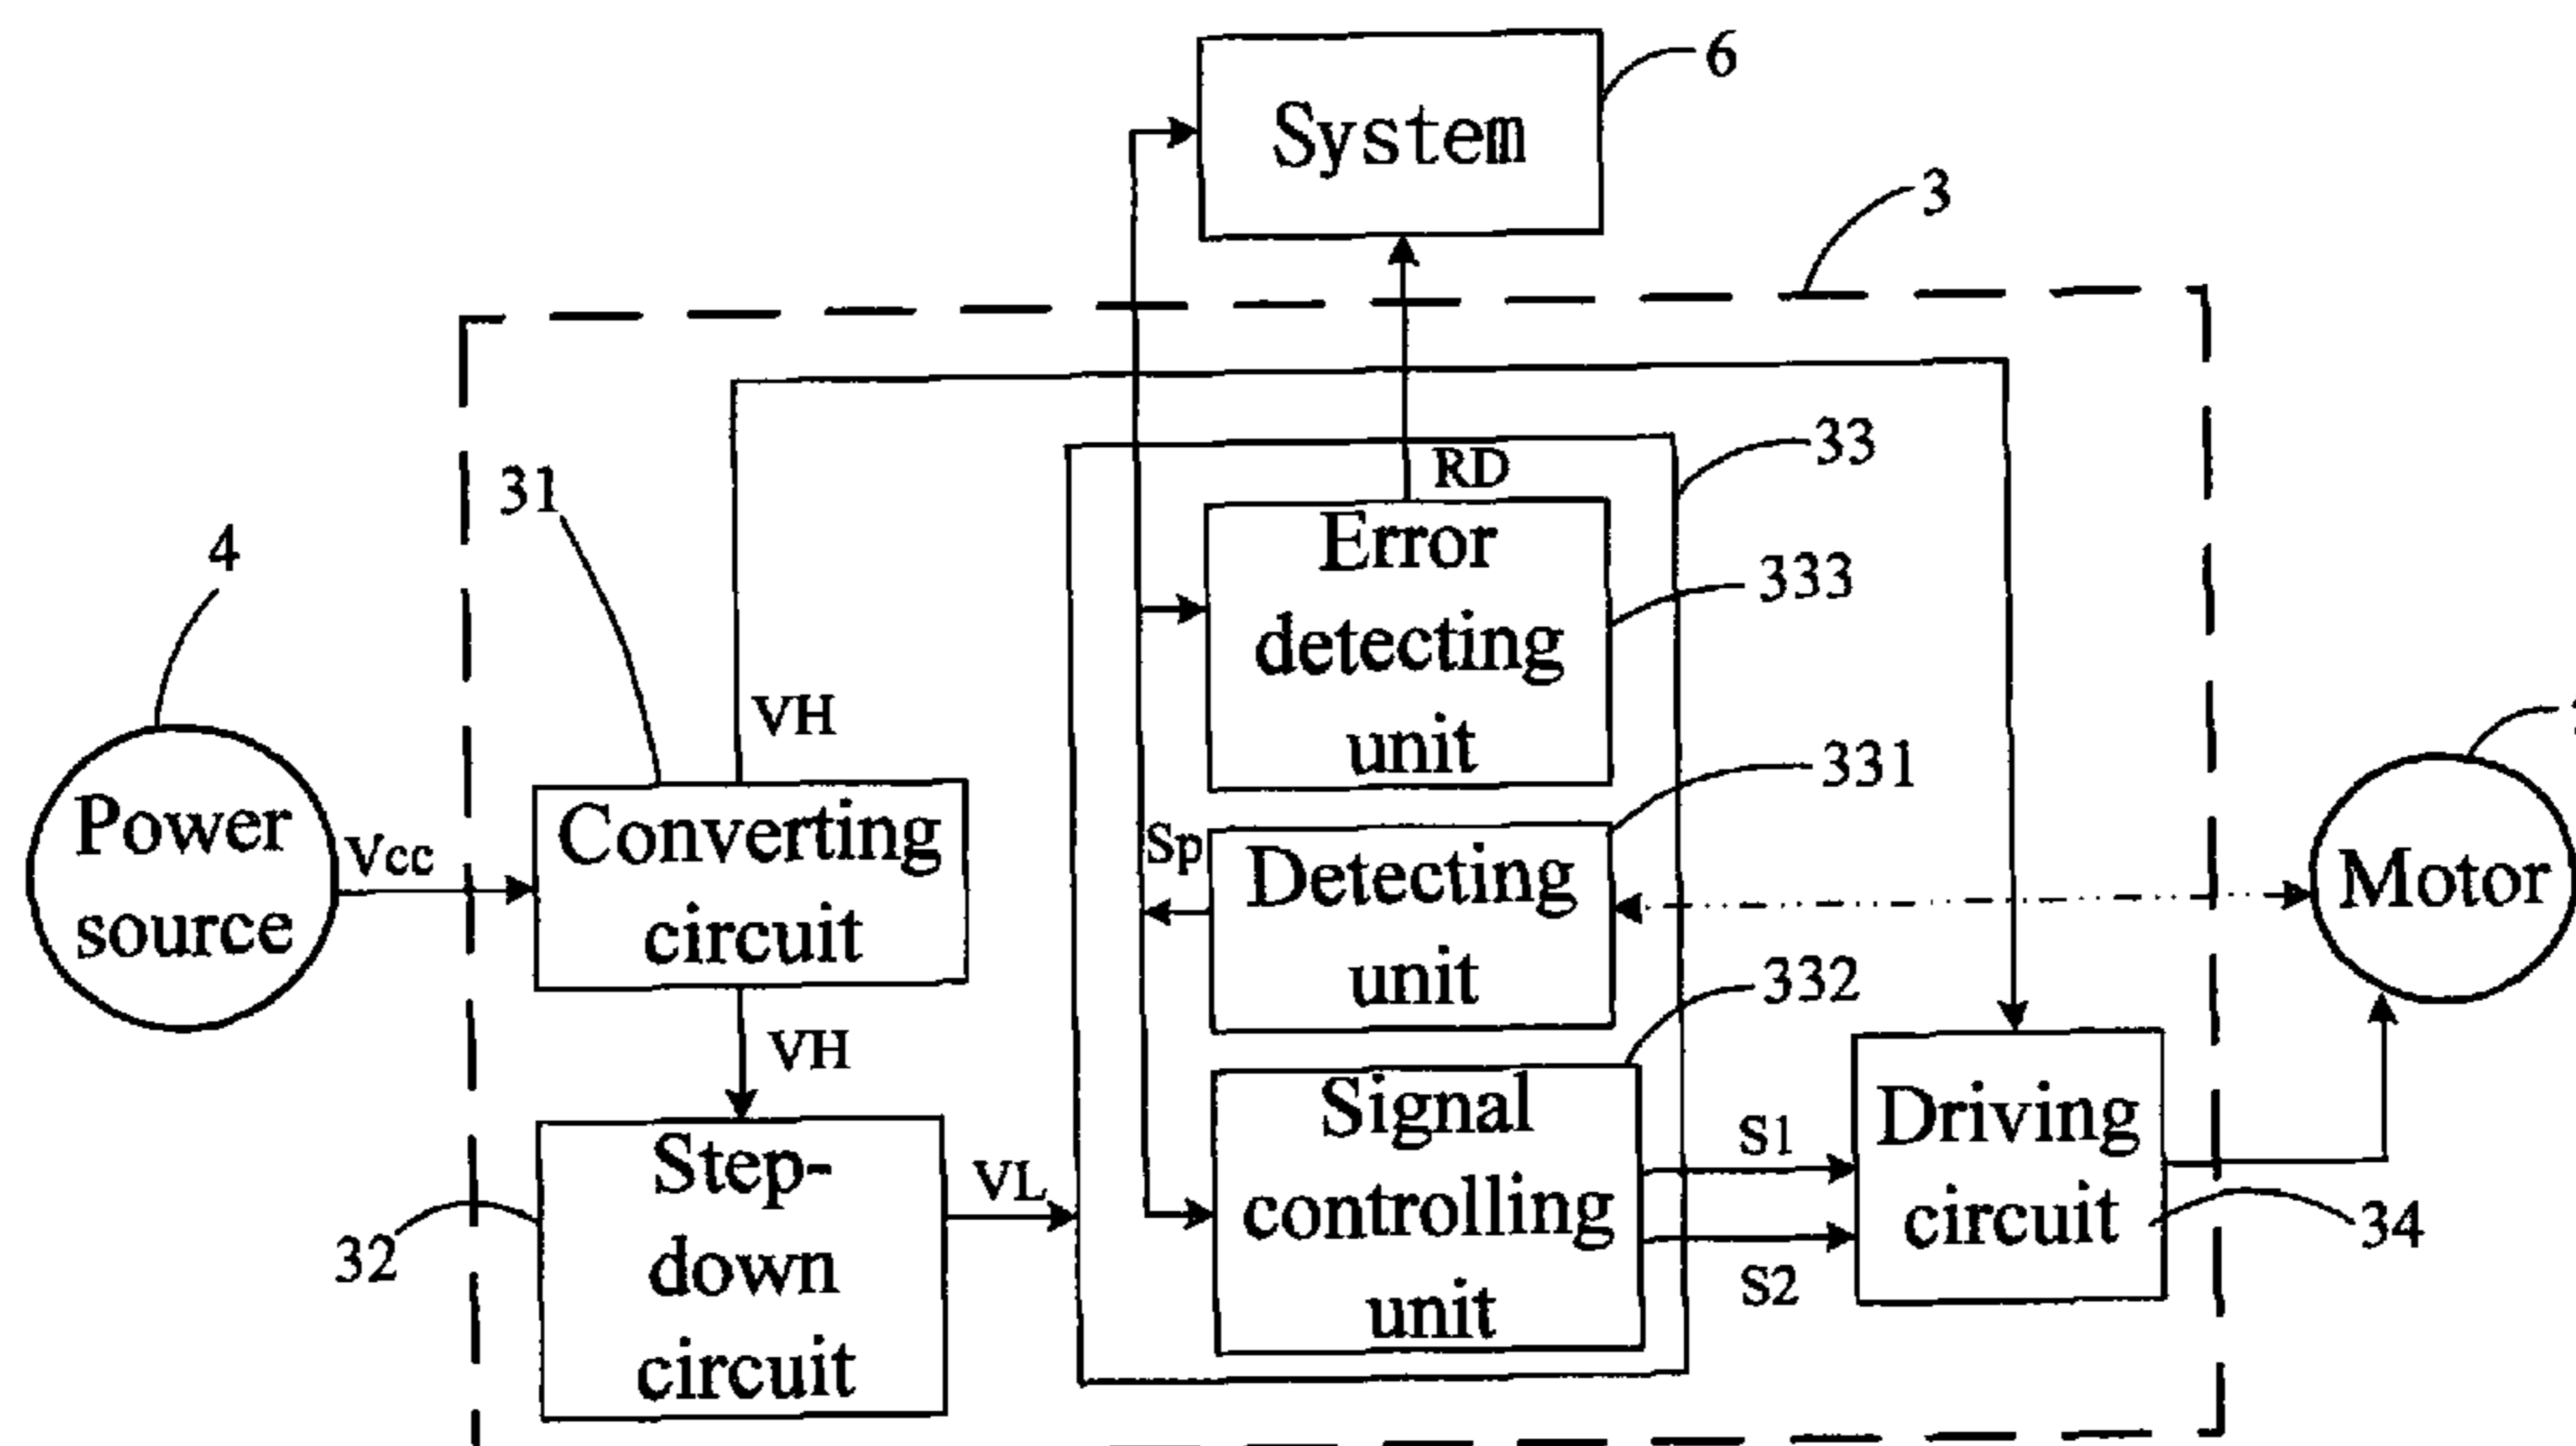 6
System
3
33
RD
31
Error
detecting
unit
333
4
VH
331
Power
source
Vcc
Converting
circuit
Sp
Detecting
unit
Motor
332
VH
Step-
down
circuit
32
VL
Signal
controlling
unit
S1
S2
Driving
circuit
34